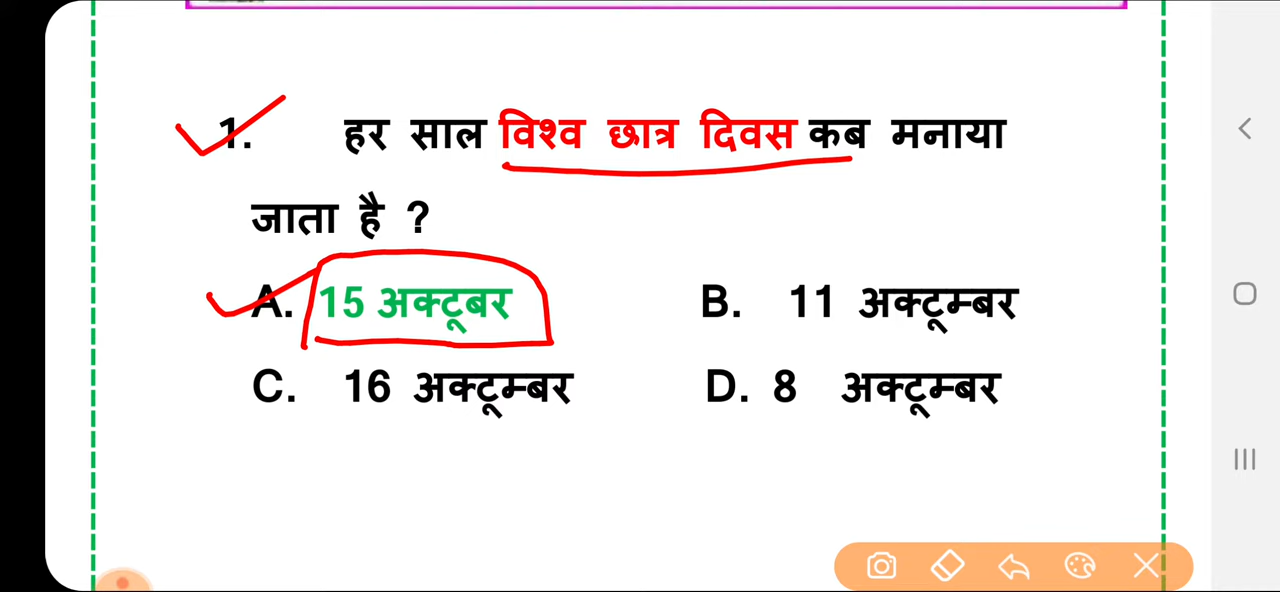 1. हर साल विश्व छात्र दिवस कब मनाया
जाता है ?
A. 15 अक्टूबर B. 11 अक्टूम्बर
C. 16 अक्टूम्बर D. 8 अक्टूम्बर